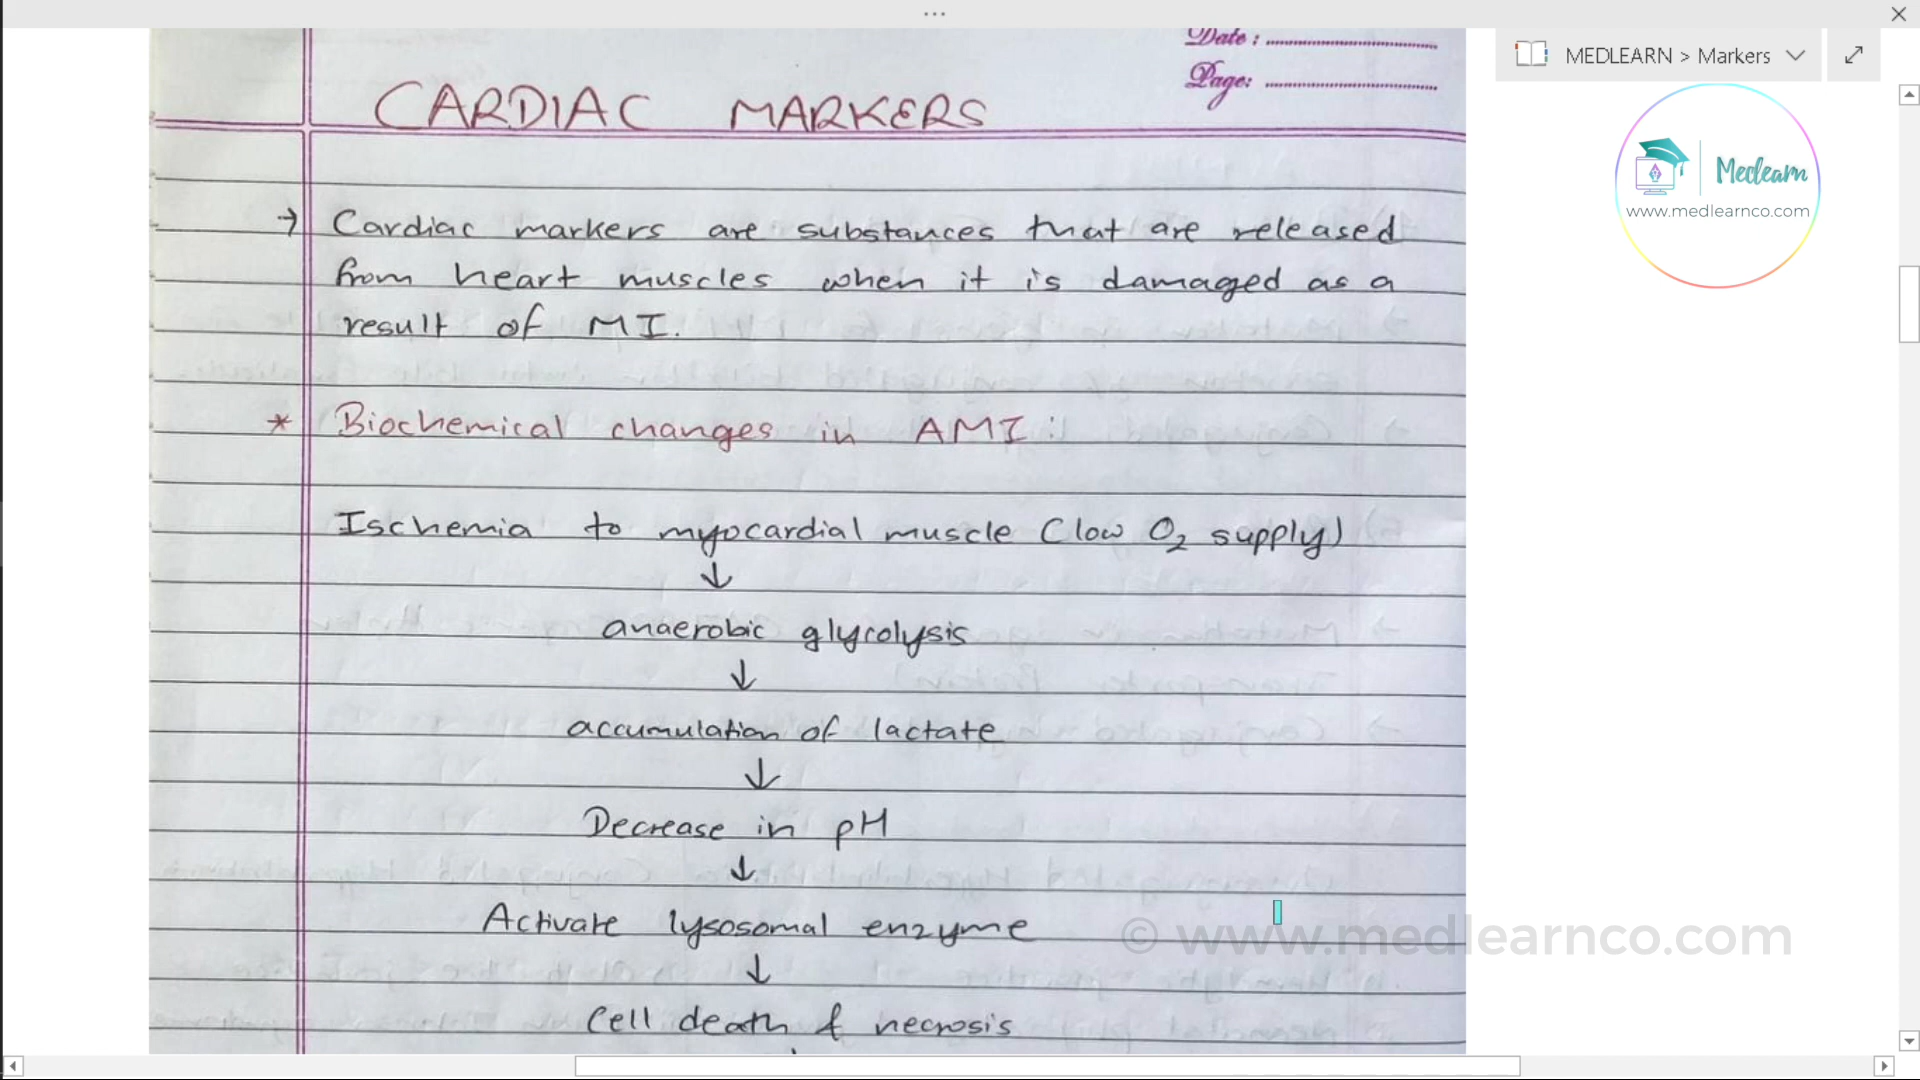 ...
Date :
MEDLEARN > Markers
Page:
CARDIAC MARKERS
Medlearn
www.medlearnco.com
→ Cardiac markers are substances that are released
from heart muscles when it is damaged as a
result of MI.
* Biochemical changes in AMI :
Ischemia to myocardial muscle (low O₂ supply)
↓
anaerobic glycolysis
↓
accumulation of lactate
↓
Decrease in pH
↓
Activate lysosomal enzyme
© www.medlearnco.com
↓
Cell death & necrosis